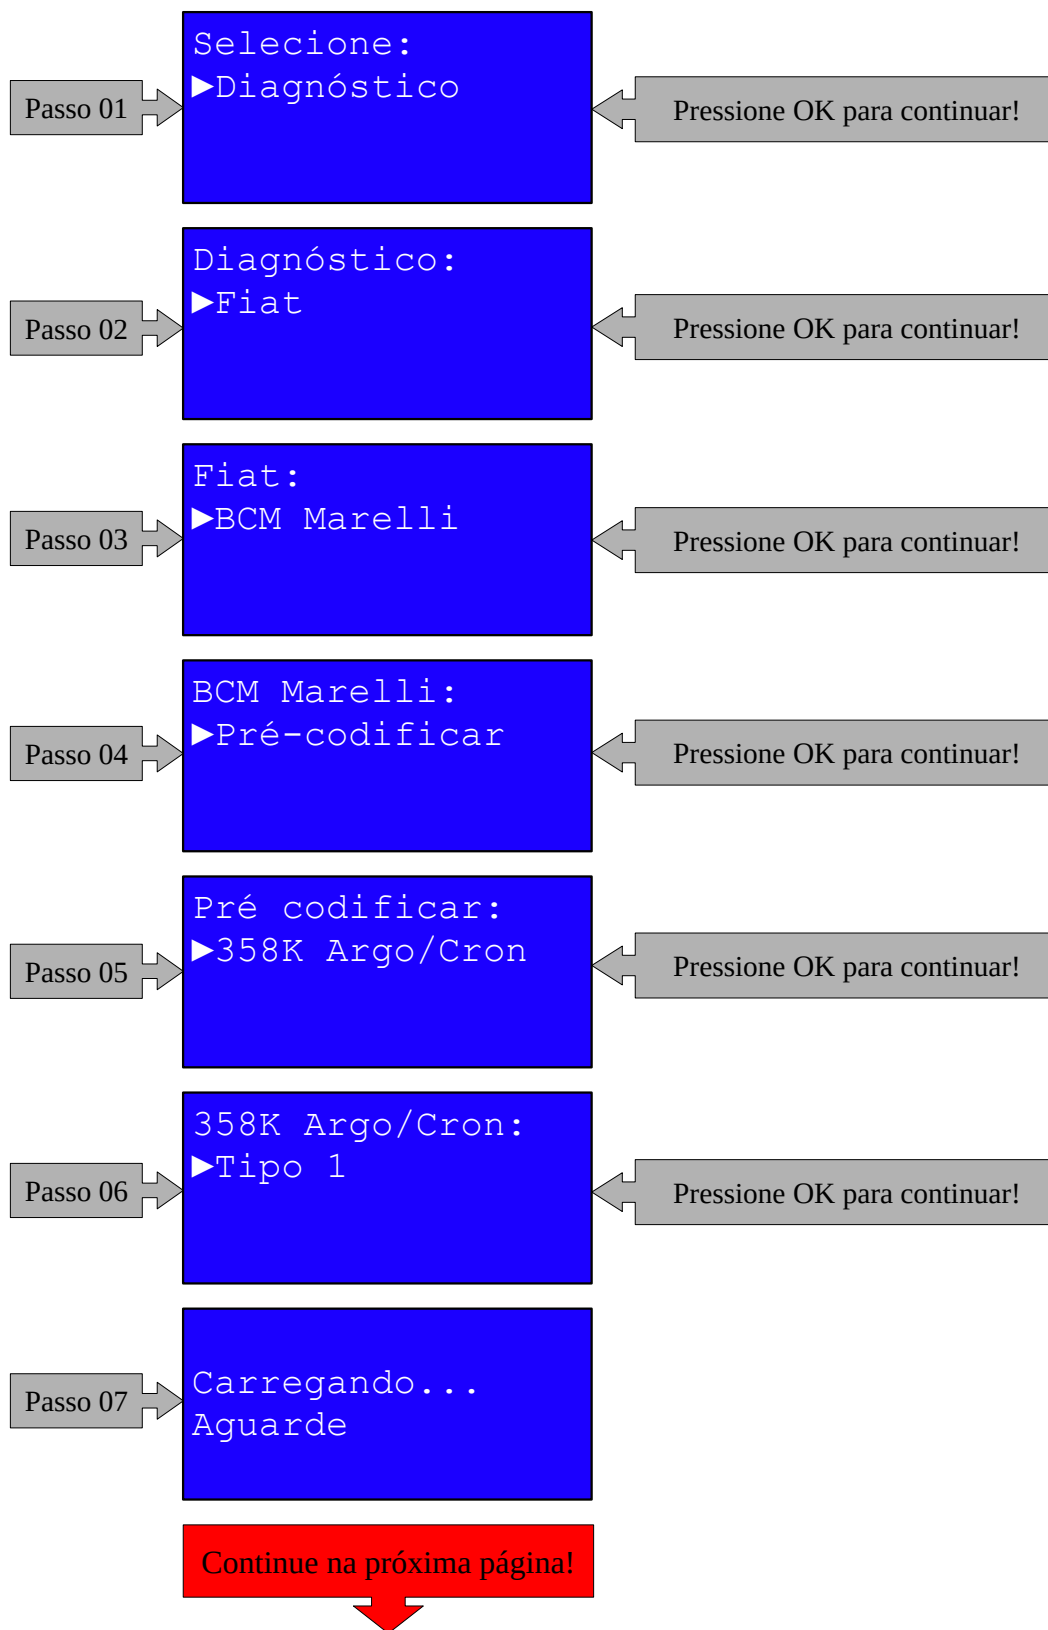 Selecione:
Passo 01
►Diagnóstico
Pressione OK para continuar!
Diagnóstico:
Passo 02
►Fiat
Pressione OK para continuar!
Fiat:
Passo 03
►BCM Marelli
Pressione OK para continuar!
BCM Marelli:
Passo 04
►Pré-codificar
Pressione OK para continuar!
Pré codificar:
Passo 05
►358K Argo/Cron
Pressione OK para continuar!
358K Argo/Cron:
Passo 06
►Tipo 1
Pressione OK para continuar!
Passo 07
Carregando...
Aguarde
Continue na próxima página!